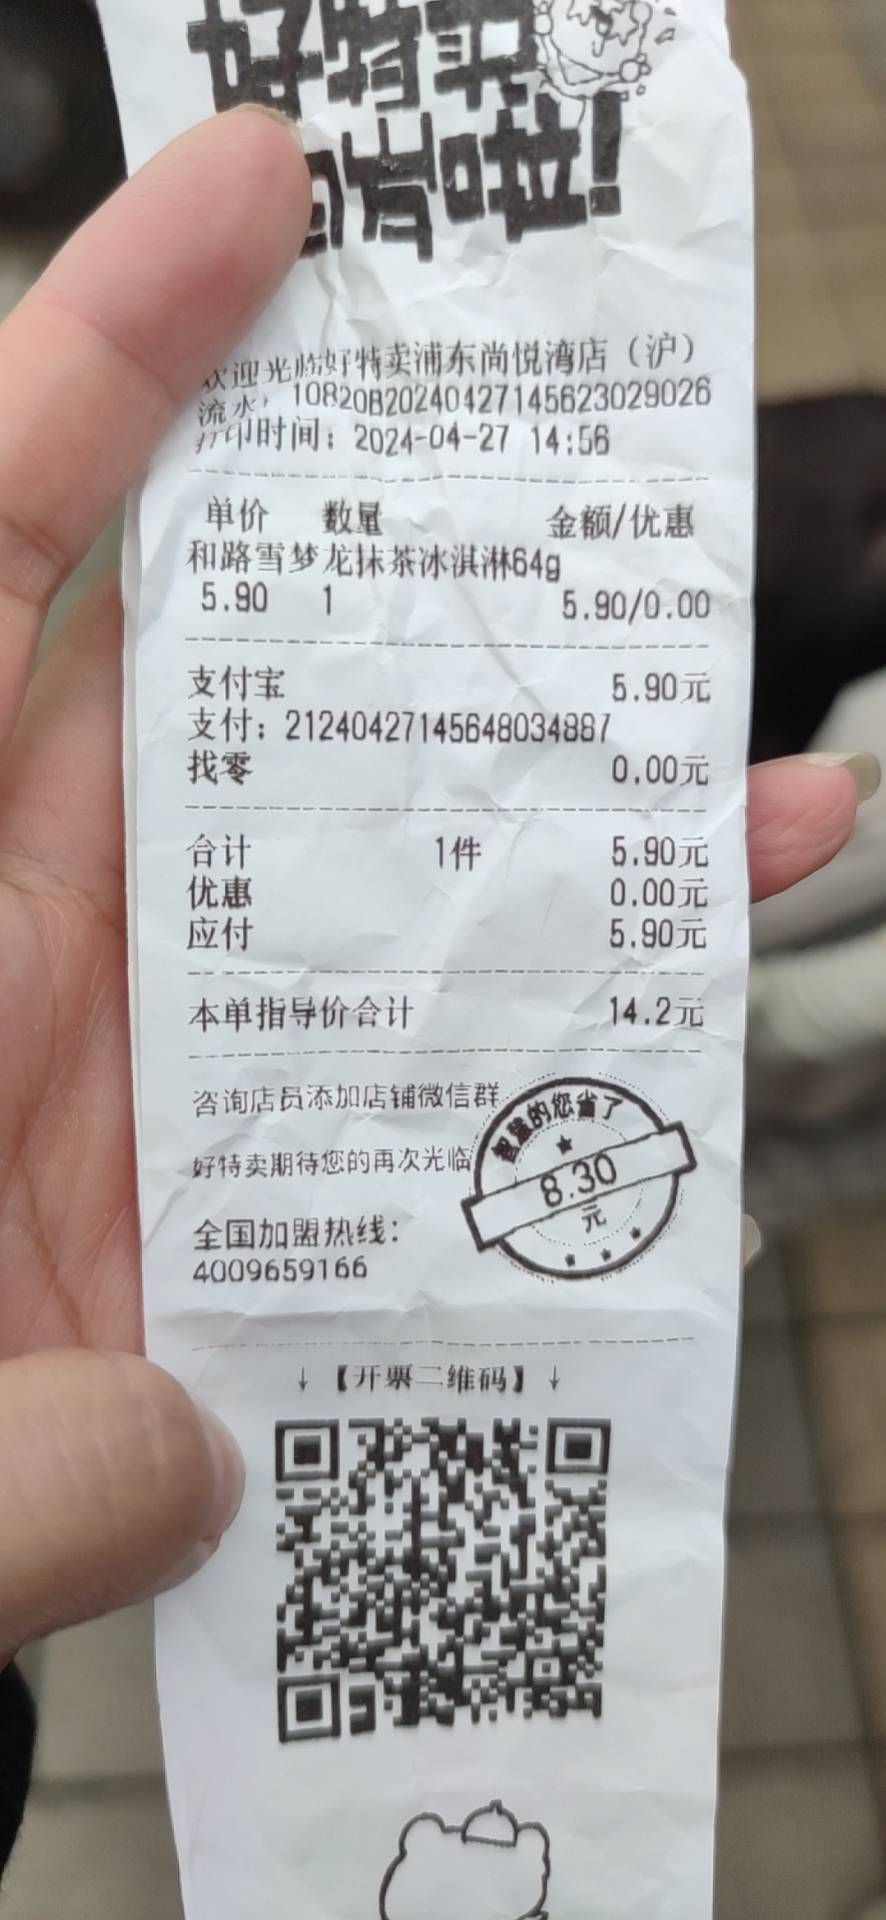 好特卖
啦!
欢迎光临好特卖浦东尚悦湾店（沪）
流水: 10820820240427145623029026
打印时间: 2024-04-27 14:56
单价 数量 金额/优惠
和路雪梦龙抹茶冰淇淋64g
5.90 1 5.90/0.00
支付宝 5.90元
支付: 21240427145648034887
找零 0.00元
合计 1件 5.90元
优惠 0.00元
应付 5.90元
本单指导价合计 14.2元
咨询店员添加店铺微信群
好特卖期待您的再次光临
智慧的您省了
8.30
元
全国加盟热线:
4009659166
↓【开票二维码】↓